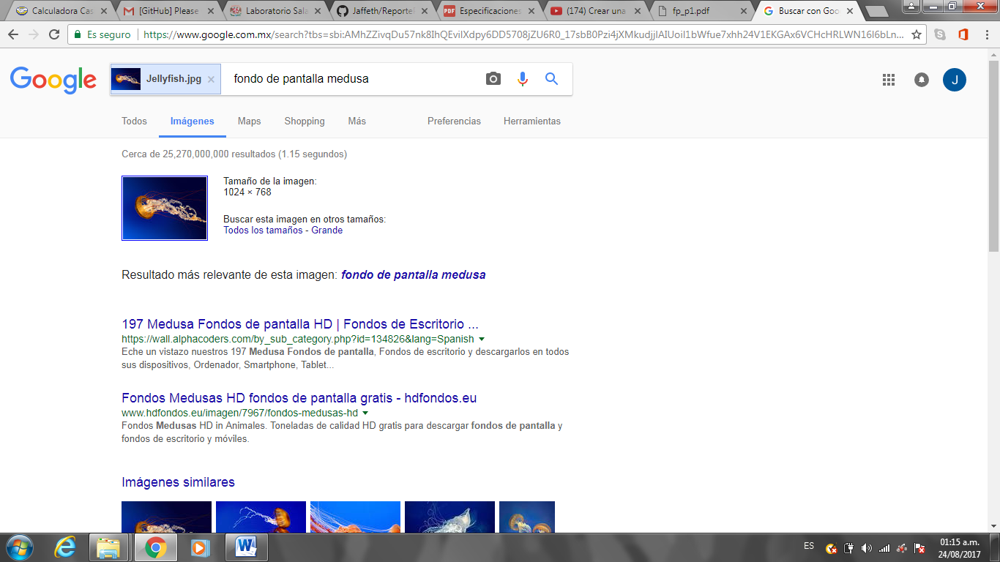 Calculadora Cas
[GitHub] Please
Laboratorio Sala
Jaffeth/Reporte
Especificaciones
(174) Crear una
fp_p1.pdf
Buscar con Goo
Es seguro
https://www.google.com.mx/search?tbs=sbi:AMhZZivqDu57nk8IhQEvilXdpy6DD5708jZU6R0_17sbB0Pzi4jXMkudjjIAIUoiI1bWfue7xhh24V1EKGAx6VCHcHRLWN16I6bLn...
Google
Jellyfish.jpg
fondo de pantalla medusa
J
Todos
Imágenes
Maps
Shopping
Más
Preferencias
Herramientas
Cerca de 25,270,000,000 resultados (1.15 segundos)
Tamaño de la imagen:
1024 × 768
Buscar esta imagen en otros tamaños:
Todos los tamaños - Grande
Resultado más relevante de esta imagen: fondo de pantalla medusa
197 Medusa Fondos de pantalla HD | Fondos de Escritorio ...
https://wall.alphacoders.com/by_sub_category.php?id=134826&lang=Spanish
Eche un vistazo nuestros 197 Medusa Fondos de pantalla, Fondos de escritorio y descargarlos en todos
sus dispositivos, Ordenador, Smartphone, Tablet...
Fondos Medusas HD fondos de pantalla gratis - hdfondos.eu
www.hdfondos.eu/imagen/7967/fondos-medusas-hd
Fondos Medusas HD in Animales. Toneladas de calidad HD gratis para descargar fondos de pantalla y
fondos de escritorio y móviles.
Imágenes similares
ES
01:15 a.m.
24/08/2017